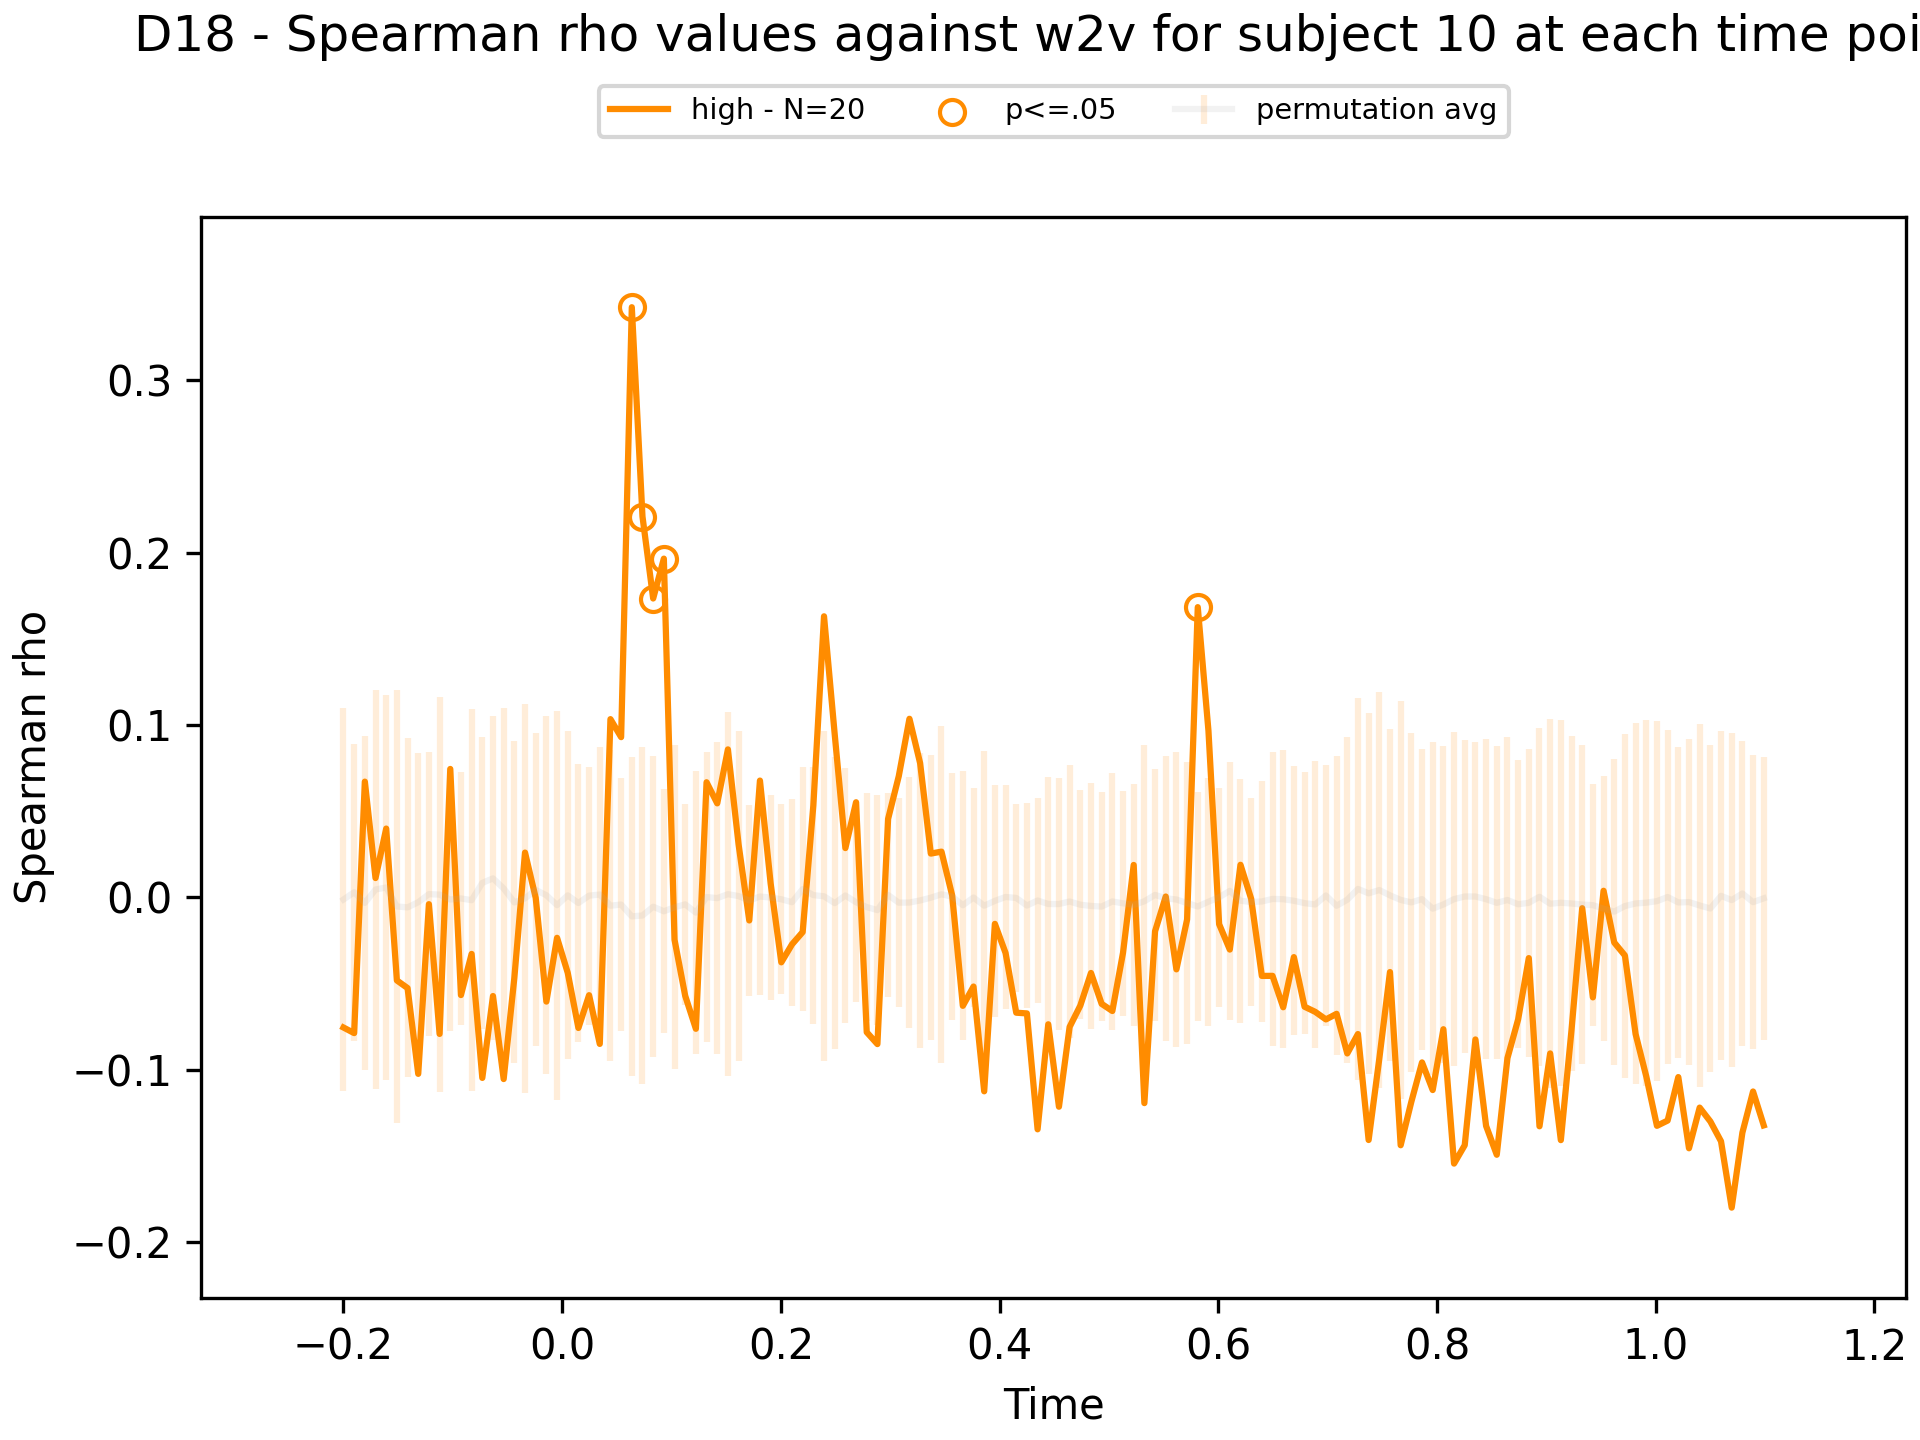 D18 - Spearman rho values against w2v for subject 10 at each time poi
high - N=20 p<=.05 permutation avg
Spearman rho
0.3
0.2
0.1
0.0
−0.1
−0.2
−0.2 0.0 0.2 0.4 0.6 0.8 1.0 1.2
Time